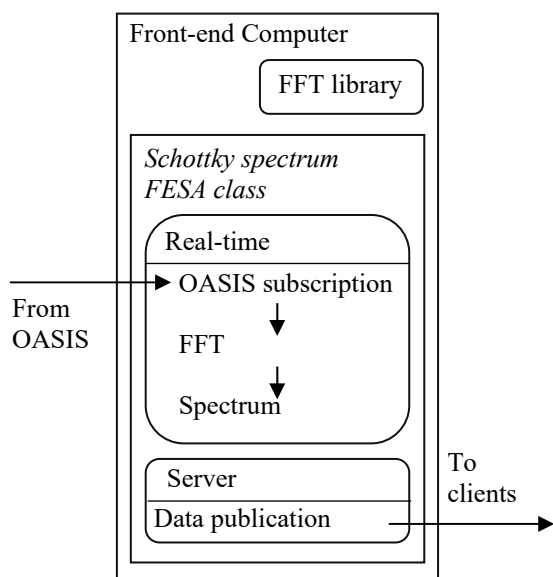 Front-end Computer
FFT library
Schottky spectrum
FESA class
Real-time
OASIS subscription
From
OASIS
FFT
Spectrum
Server
Data publication
To
clients